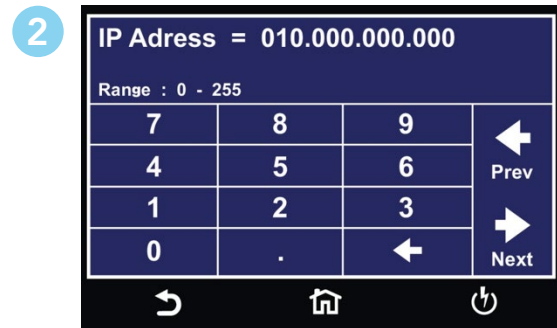 2
IP Adress = 010.000.000.000
Range : 0 - 255
7 8 9
4 5 6
Prev
1 2 3
0 .
Next